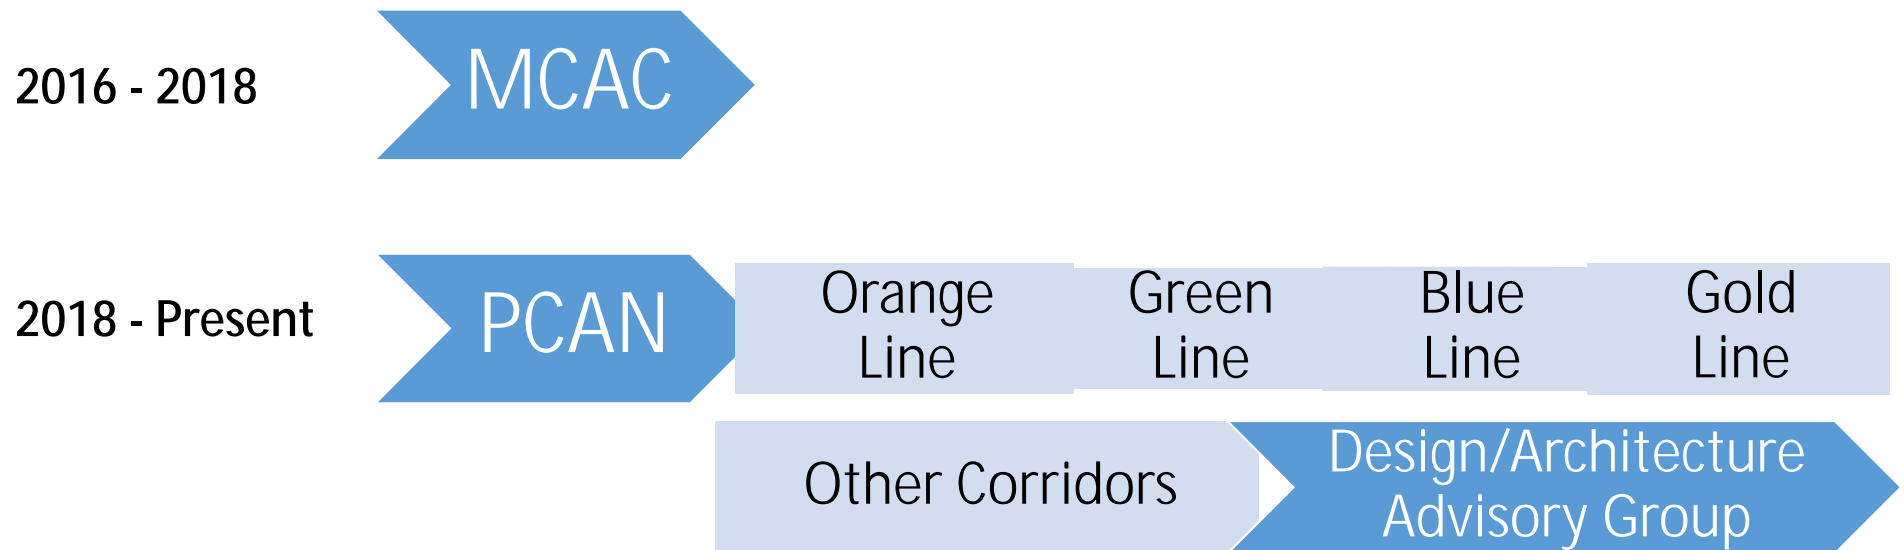 2016 - 2018
MCAC
2018 - Present
PCAN
Orange
Line
Green
Line
Blue
Line
Gold
Line
Other Corridors
Design/Architecture
Advisory Group